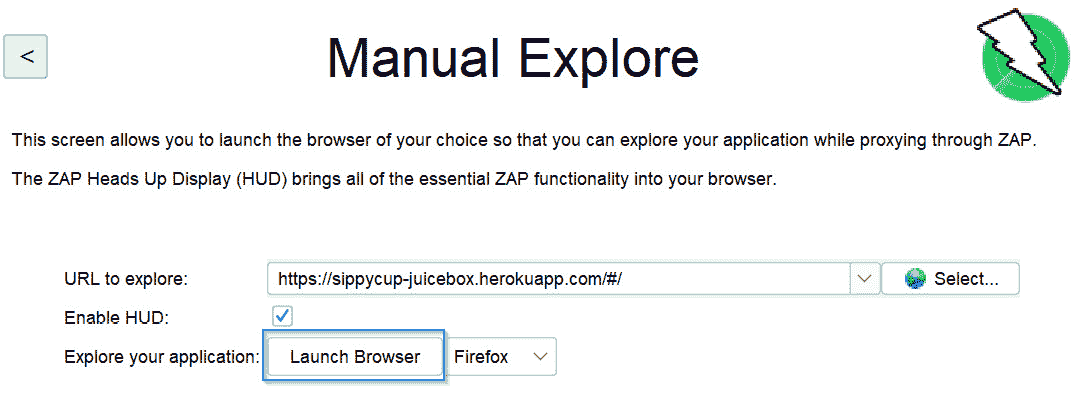 <
Manual Explore
This screen allows you to launch the browser of your choice so that you can explore your application while proxying through ZAP.
The ZAP Heads Up Display (HUD) brings all of the essential ZAP functionality into your browser.
URL to explore: https://sippycup-juicebox.herokuapp.com/#/ Select...
Enable HUD:
Explore your application: Launch Browser Firefox